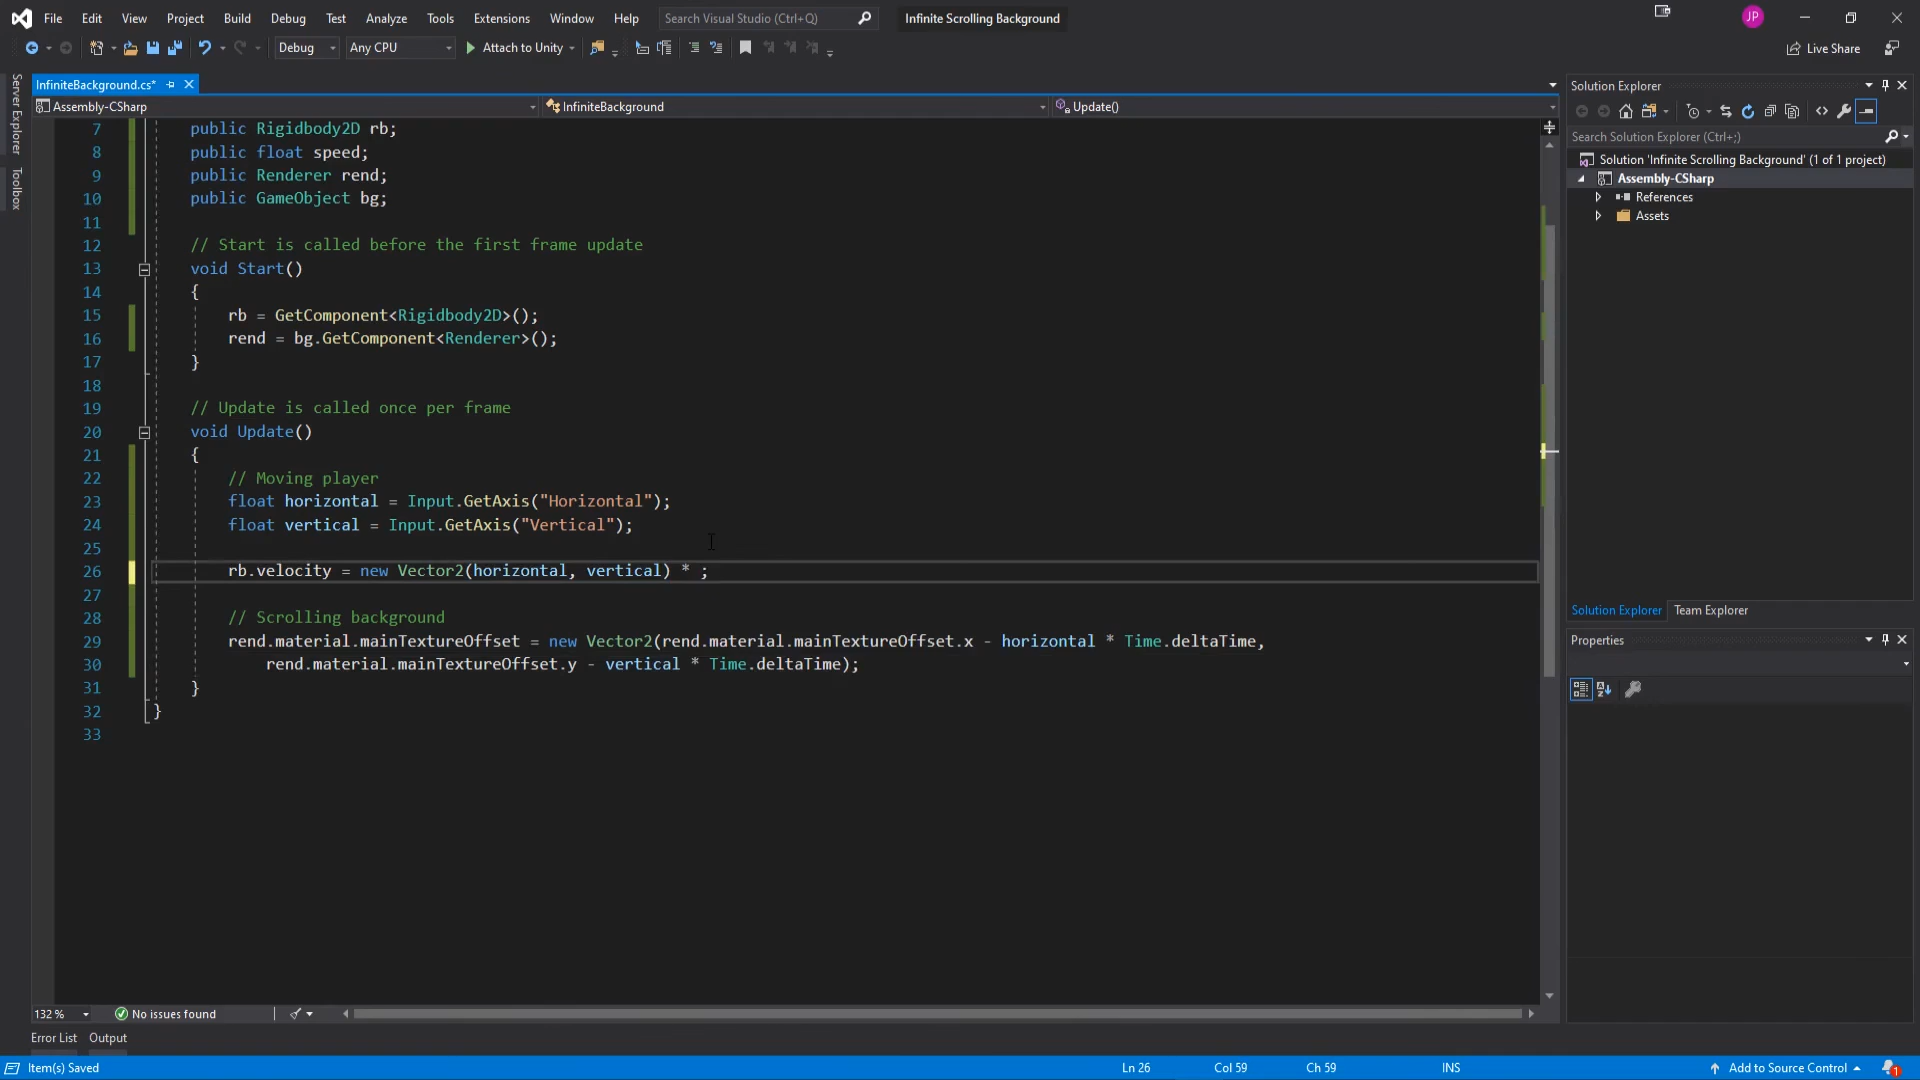 File Edit View Project Build Debug Test Analyze Tools Extensions Window Help Search Visual Studio (Ctrl+Q) Infinite Scrolling Background JP
Debug Any CPU Attach to Unity Live Share
Server Explorer
Toolbox
InfiniteBackground.cs*
Assembly-CSharp InfiniteBackground Update()
7 public Rigidbody2D rb;
8 public float speed;
9 public Renderer rend;
10 public GameObject bg;
11
12 // Start is called before the first frame update
13 void Start()
14 {
15 rb = GetComponent<Rigidbody2D>();
16 rend = bg.GetComponent<Renderer>();
17 }
18
19 // Update is called once per frame
20 void Update()
21 {
22 // Moving player
23 float horizontal = Input.GetAxis("Horizontal");
24 float vertical = Input.GetAxis("Vertical");
25
26 rb.velocity = new Vector2(horizontal, vertical) * ;
27
28 // Scrolling background
29 rend.material.mainTextureOffset = new Vector2(rend.material.mainTextureOffset.x - horizontal * Time.deltaTime,
30 rend.material.mainTextureOffset.y - vertical * Time.deltaTime);
31 }
32 }
33
132 % No issues found
Error List Output
Solution Explorer
Search Solution Explorer (Ctrl+;)
Solution 'Infinite Scrolling Background' (1 of 1 project)
Assembly-CSharp
References
Assets
Solution Explorer Team Explorer
Properties
Item(s) Saved Ln 26 Col 59 Ch 59 INS Add to Source Control 1